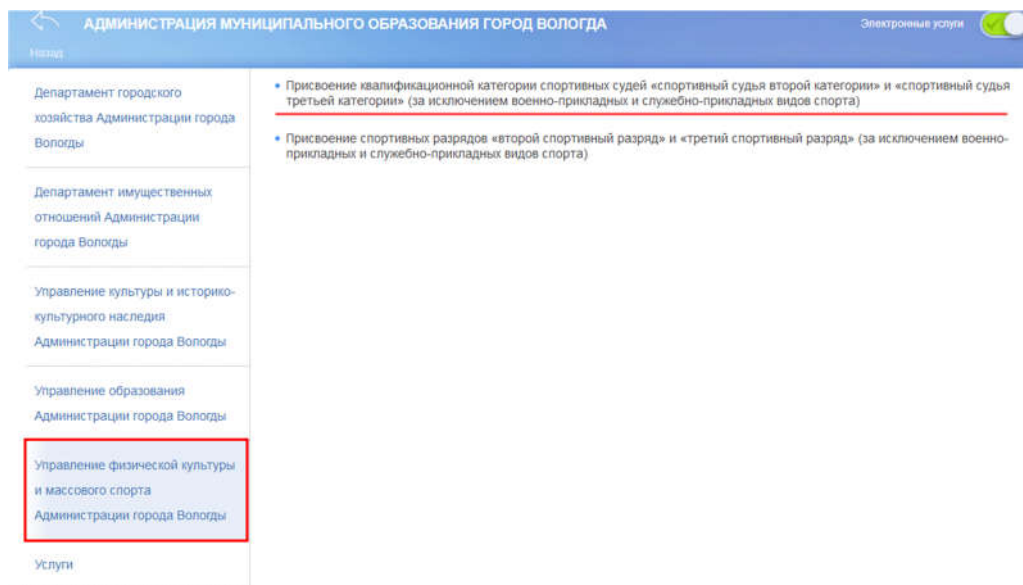 АДМИНИСТРАЦИЯ МУНИЦИПАЛЬНОГО ОБРАЗОВАНИЯ ГОРОД ВОЛОГДА
Электронные услуги
Назад
Департамент городского
хозяйства Администрации города
Вологды
Департамент имущественных
отношений Администрации
города Вологды
Управление культуры и историко-
культурного наследия
Администрации города Вологды
Управление образования
Администрации города Вологды
Управление физической культуры
и массового спорта
Администрации города Вологды
Услуги
• Присвоение квалификационной категории спортивных судей «спортивный судья второй категории» и «спортивный судья
третьей категории» (за исключением военно-прикладных и служебно-прикладных видов спорта)
• Присвоение спортивных разрядов «второй спортивный разряд» и «третий спортивный разряд» (за исключением военно-
прикладных и служебно-прикладных видов спорта)